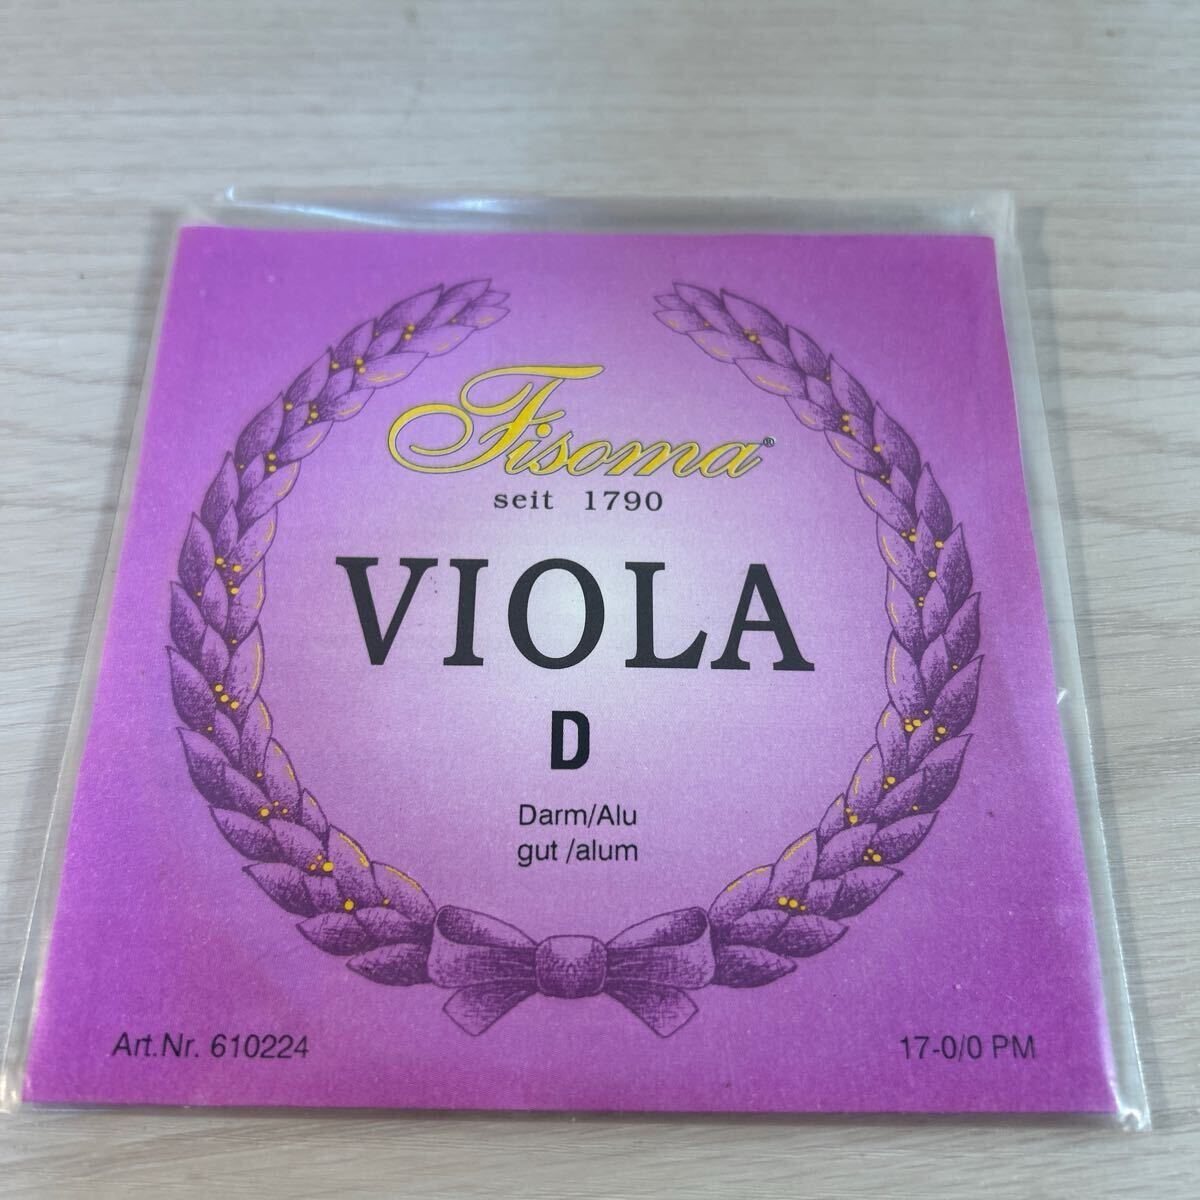 Fisoma®
seit 1790
VIOLA
D
Darm/Alu
gut /alum
Art.Nr. 610224
17-0/0 PM